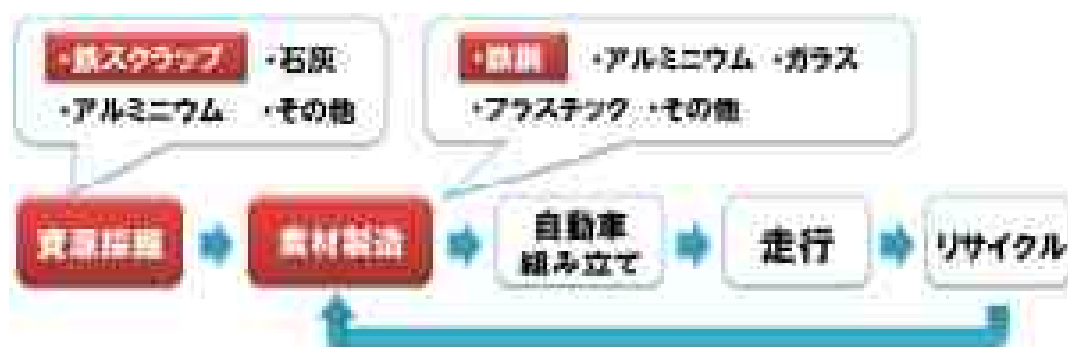 ・鉄スクラップ ・石灰
・アルミニウム ・その他
・鉄鋼 ・アルミニウム ・ガラス
・プラスチック ・その他
資源採掘
素材製造
自動車
組み立て
走行
リサイクル